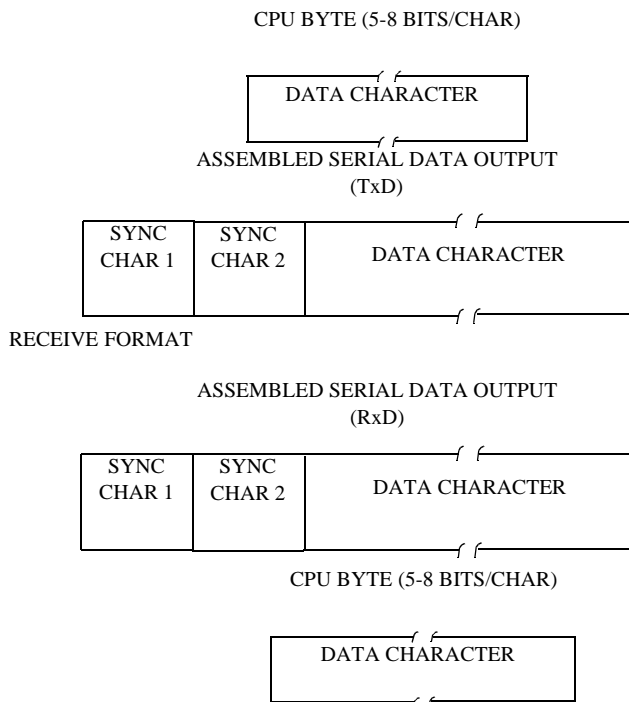 CPU BYTE (5-8 BITS/CHAR)
DATA CHARACTER
ASSEMBLED SERIAL DATA OUTPUT
(TxD)
SYNC
CHAR 1
SYNC
CHAR 2
DATA CHARACTER
RECEIVE FORMAT
ASSEMBLED SERIAL DATA OUTPUT
(RxD)
SYNC
CHAR 1
SYNC
CHAR 2
DATA CHARACTER
CPU BYTE (5-8 BITS/CHAR)
DATA CHARACTER